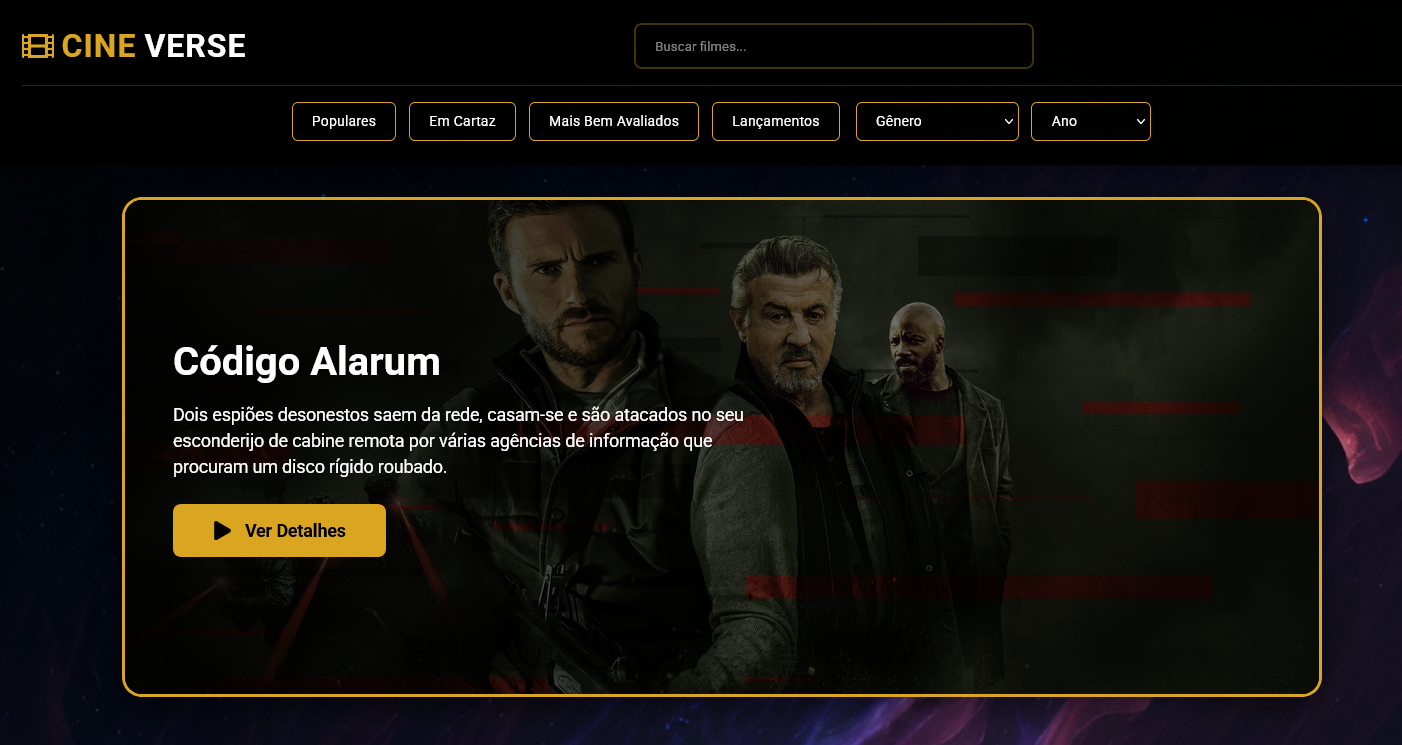 CINE VERSE
Buscar filmes...
Populares
Em Cartaz
Mais Bem Avaliados
Lançamentos
Gênero
Ano
Código Alarum
Dois espiões desonestos saem da rede, casam-se e são atacados no seu
esconderijo de cabine remota por várias agências de informação que
procuram um disco rígido roubado.
Ver Detalhes